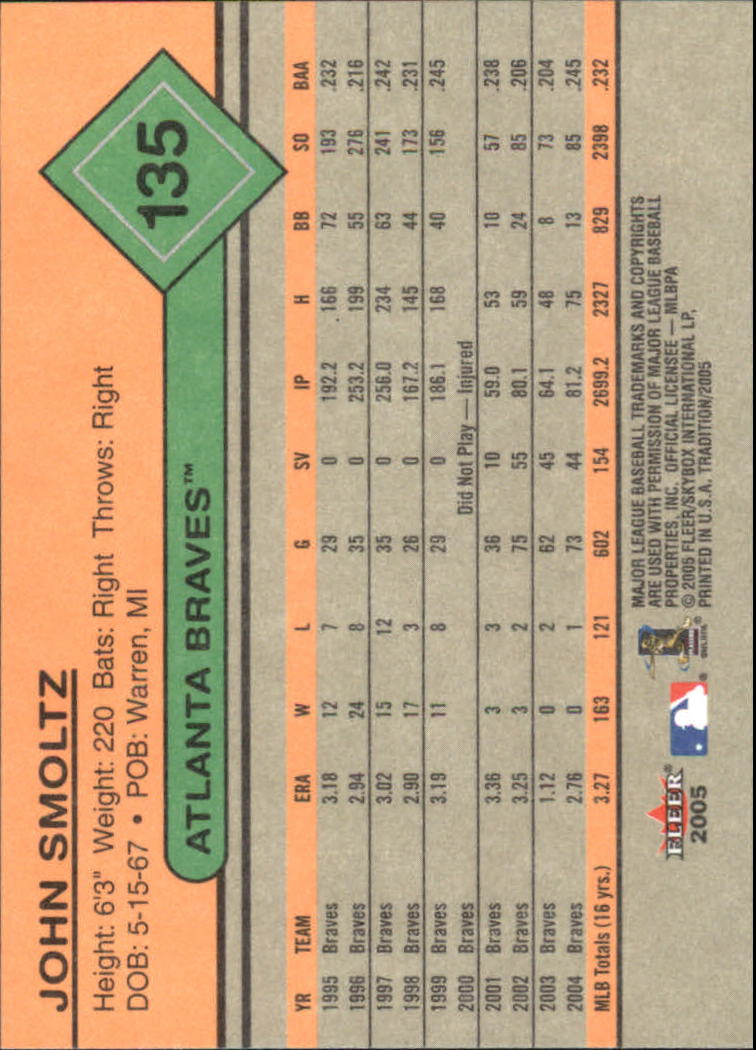 JOHN SMOLTZ
Height: 6'3" Weight: 220 Bats: Right Throws: Right
DOB: 5-15-67 • POB: Warren, MI
135
ATLANTA BRAVES™
YR TEAM ERA W L G SV IP H BB SO BAA
1995 Braves 3.18 12 7 29 0 192.2 166 72 193 .232
1996 Braves 2.94 24 8 35 0 253.2 199 55 276 .216
1997 Braves 3.02 15 12 35 0 256.0 234 63 241 .242
1998 Braves 2.90 17 3 26 0 167.2 145 44 173 .231
1999 Braves 3.19 11 8 29 0 186.1 168 40 156 .245
2000 Braves Did Not Play — Injured
2001 Braves 3.36 3 3 36 10 59.0 53 10 57 .238
2002 Braves 3.25 3 2 75 55 80.1 59 24 85 .206
2003 Braves 1.12 0 2 62 45 64.1 48 8 73 .204
2004 Braves 2.76 0 1 73 44 81.2 75 13 85 .245
MLB Totals (16 yrs.) 3.27 163 121 602 154 2699.2 2327 829 2398 .232
FLEER®
2005
MAJOR LEAGUE BASEBALL TRADEMARKS AND COPYRIGHTS
ARE USED WITH PERMISSION OF MAJOR LEAGUE BASEBALL
PROPERTIES, INC. OFFICIAL LICENSEE — MLBPA
© 2005 FLEER/SKYBOX INTERNATIONAL LP,
PRINTED IN U.S.A. TRADITION/2005